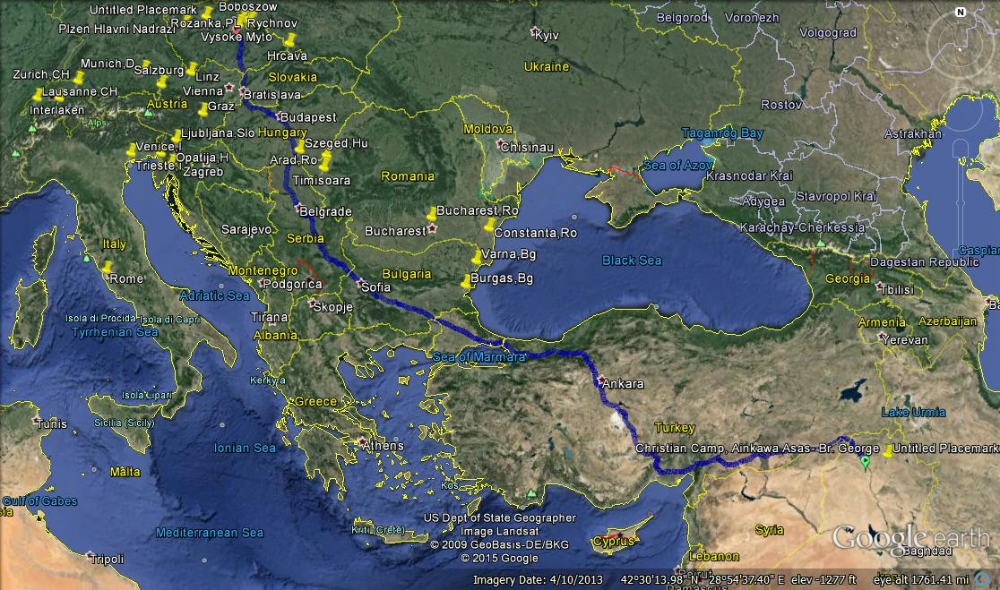 Untitled Placemark
Boboszow
Belgorod
Voronezh
N
Rozanka,PL
Rychnov
Plzen Hlavni Nadrazi
Vysoke Myto
Kyiv
Volgograd
Hrcava
Munich,D
Salzburg
Ukraine
Zurich,CH
Linz
Slovakia
Lausanne,CH
Vienna
Bratislava
Rostov
Interlaken
Austria
Graz
Budapest
Alps
Moldova
Taganrog Bay
Astrakhan
Ljubljana,Slo
Hungary
Szeged,Hu
Chisinau
Venice,I
Opatija,H
Arad,Ro
Trieste,I
Zagreb
Sea of Azov
Krasnodar Krai
Timisoara
Romania
Stavropol Krai
Adygea
Belgrade
Bucharest,Ro
Sarajevo
Bucharest
Constanta,Ro
Karachay-Cherkessia
Serbia
Italy
Caspian
Varna,Bg
Black Sea
Dagestan Republic
Montenegro
Bulgaria
Rome
Podgorica
Burgas,Bg
Georgia
Sofia
Tbilisi
Adriatic Sea
Skopje
Isola di Procida
Isola di Capri
Tirana
Armenia
Azerbaijan
Tyrrhenian Sea
Albania
Yerevan
Sea of Marmara
Kerkyra
Ankara
Isola Lipari
Greece
Lake Urmia
Tunis
Sicilia (Sicily)
Turkey
Ionian Sea
Athens
Christian Camp, Ainkawa Asas- Br. George
Untitled Placemark
Malta
Kos
Gulf of Gabes
US Dept of State Geographer
Kriti (Crete)
Image Landsat
Mediterranean Sea
© 2009 GeoBasis-DE/BKG
Cyprus
Syria
Google earth
© 2015 Google
Baghdad
Tripoli
Lebanon
Beirut
Imagery Date: 4/10/2013 42°30'13.98" N 28°54'37.40" E elev -1277 ft eye alt 1761.41 mi
Damascus